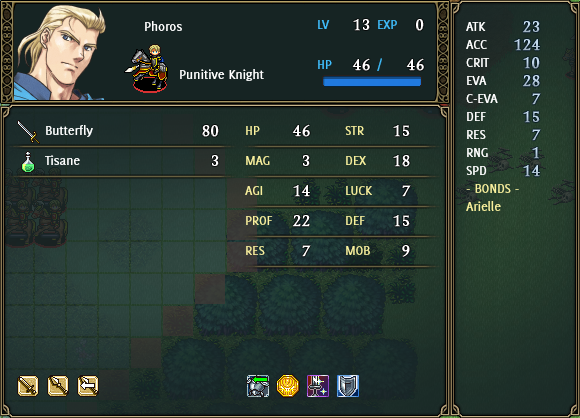 Phoros
LV 13 EXP 0
Punitive Knight
HP 46 / 46
Butterfly 80
Tisane 3
HP 46 STR 15
MAG 3 DEX 18
AGI 14 LUCK 7
PROF 22 DEF 15
RES 7 MOB 9
ATK 23
ACC 124
CRIT 10
EVA 28
C-EVA 7
DEF 15
RES 7
RNG 1
SPD 14
- BONDS -
Arielle